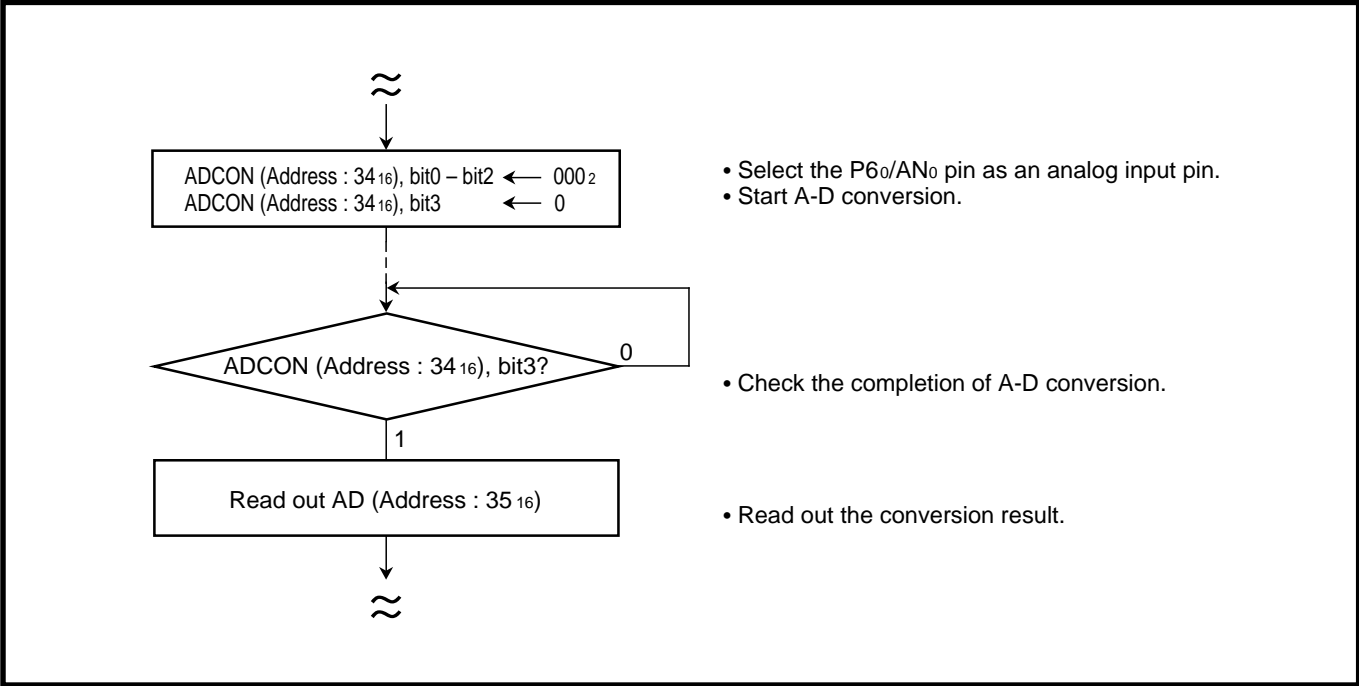 ≈
ADCON (Address : 34₁₆), bit0 – bit2 ← 000₂
ADCON (Address : 34₁₆), bit3 ← 0
• Select the P6₀/AN₀ pin as an analog input pin.
• Start A-D conversion.
ADCON (Address : 34₁₆), bit3?
0
• Check the completion of A-D conversion.
1
Read out AD (Address : 35₁₆)
• Read out the conversion result.
≈